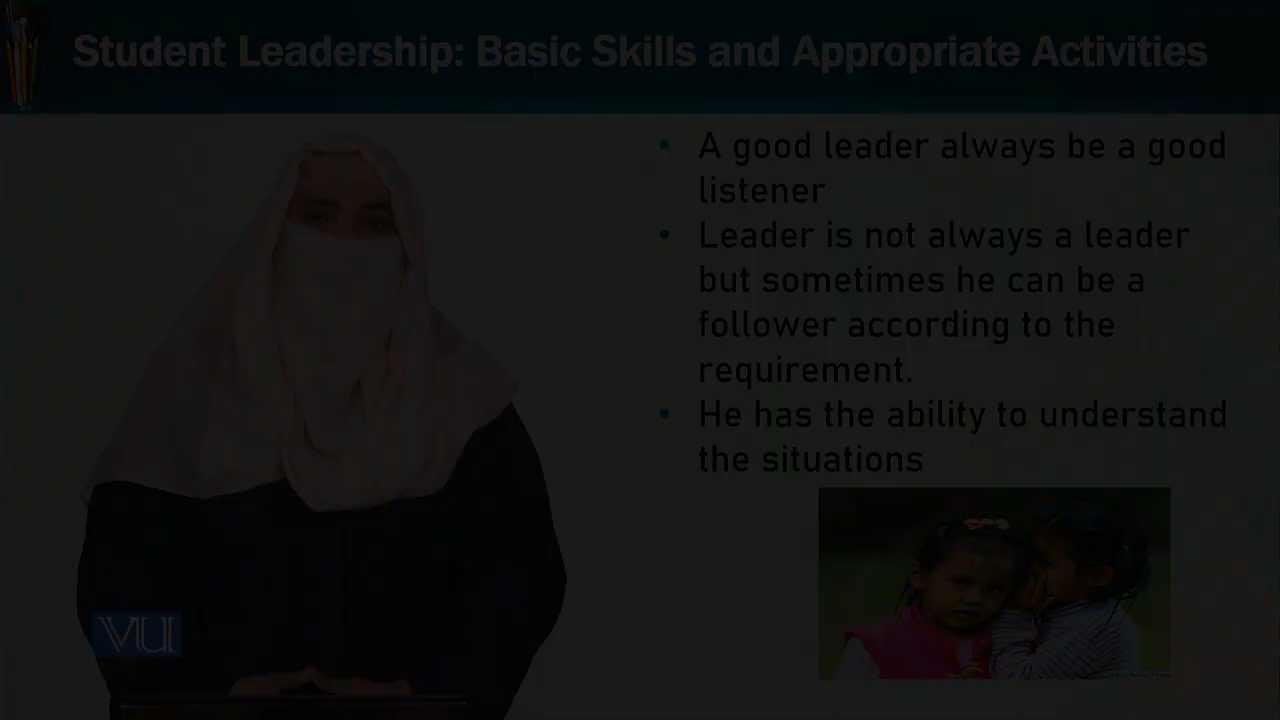 Student Leadership: Basic Skills and Appropriate Activities
• A good leader always be a good
listener
• Leader is not always a leader
but sometimes he can be a
follower according to the
requirement.
• He has the ability to understand
the situations
VU